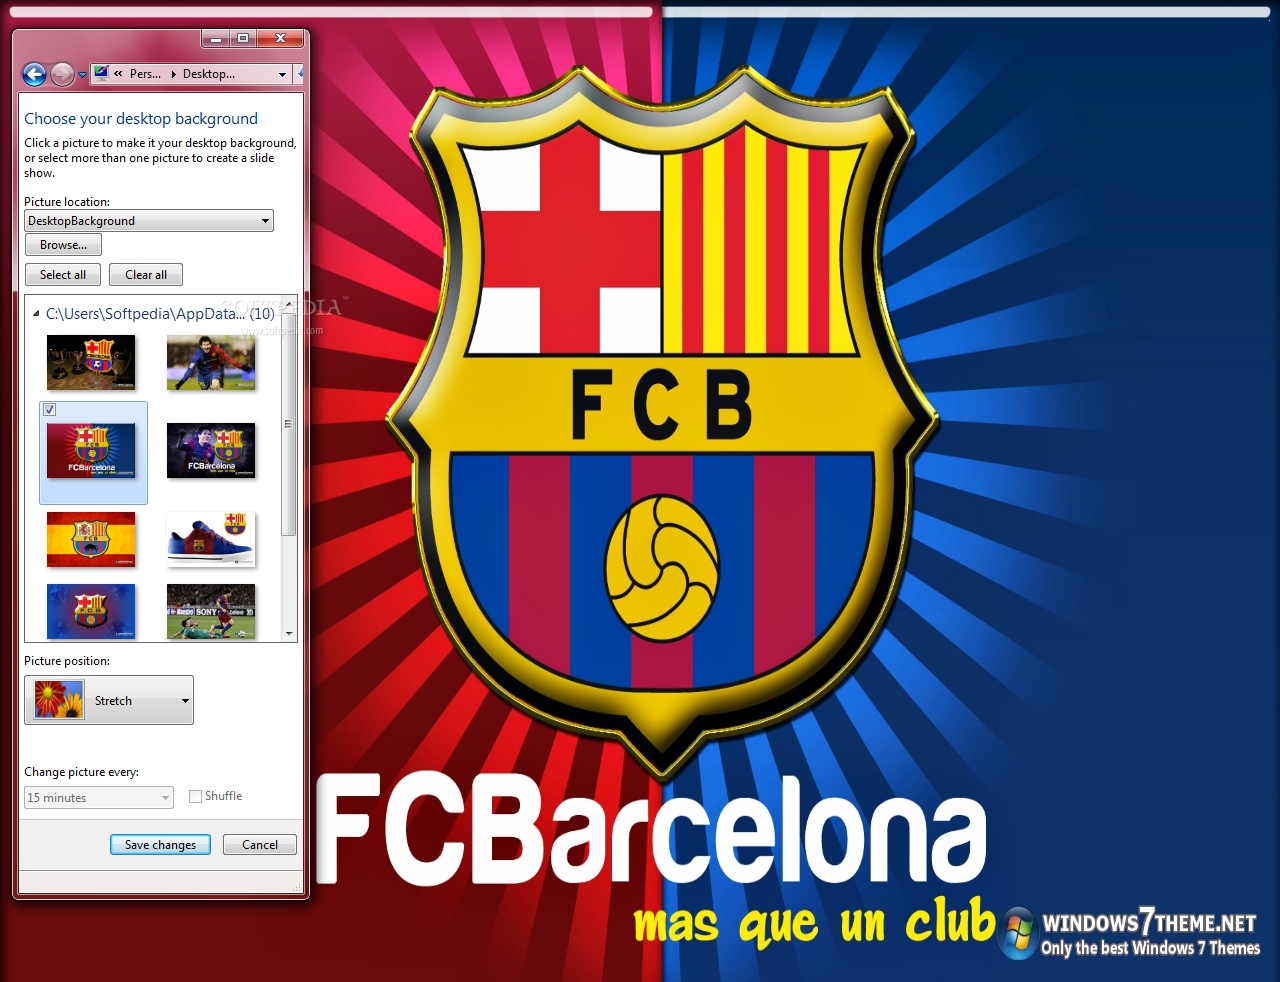 « Pers... Desktop...
Choose your desktop background
Click a picture to make it your desktop background,
or select more than one picture to create a slide
show.
Picture location:
DesktopBackground
Browse...
Select all Clear all
C:\Users\Softpedia\AppData... (10)
SOFTPEDIA™
www.softpedia.com
FCBarcelona
FCBarcelona
SONY
Picture position:
Stretch
Change picture every:
15 minutes
Shuffle
Save changes Cancel
FCB
FCBarcelona
mas que un club
WINDOWS7THEME.NET
Only the best Windows 7 Themes